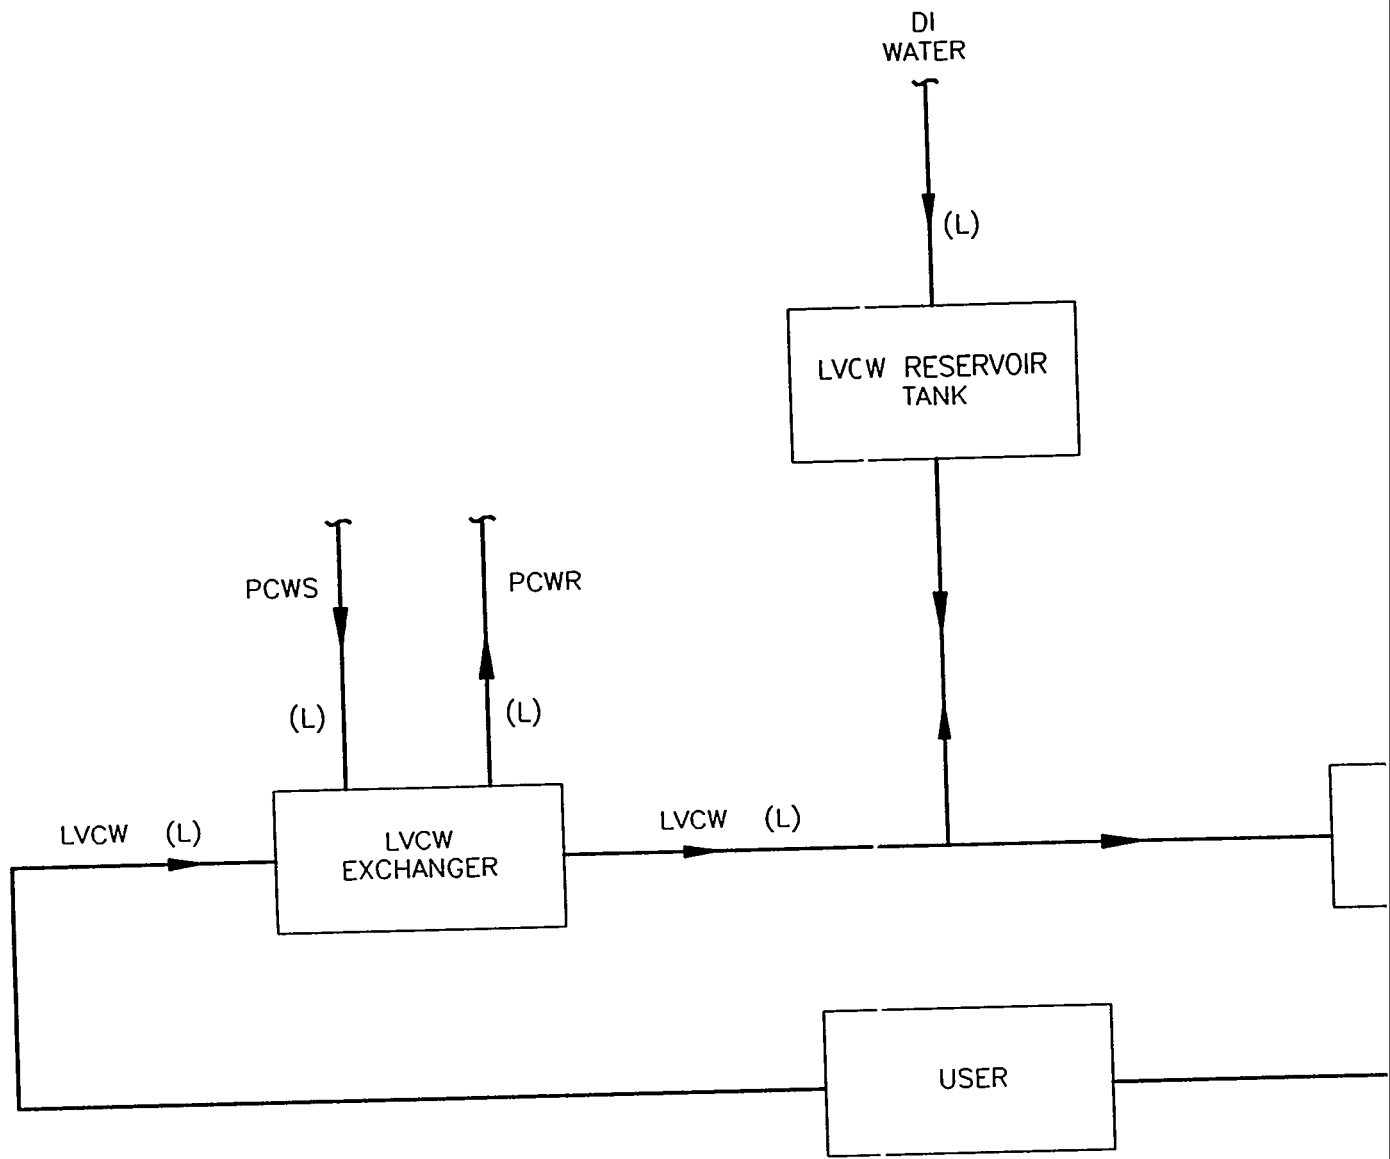 DI
WATER
(L)
LVCW RESERVOIR
TANK
PCWS
PCWR
(L)
(L)
LVCW (L)
LVCW
EXCHANGER
LVCW (L)
USER